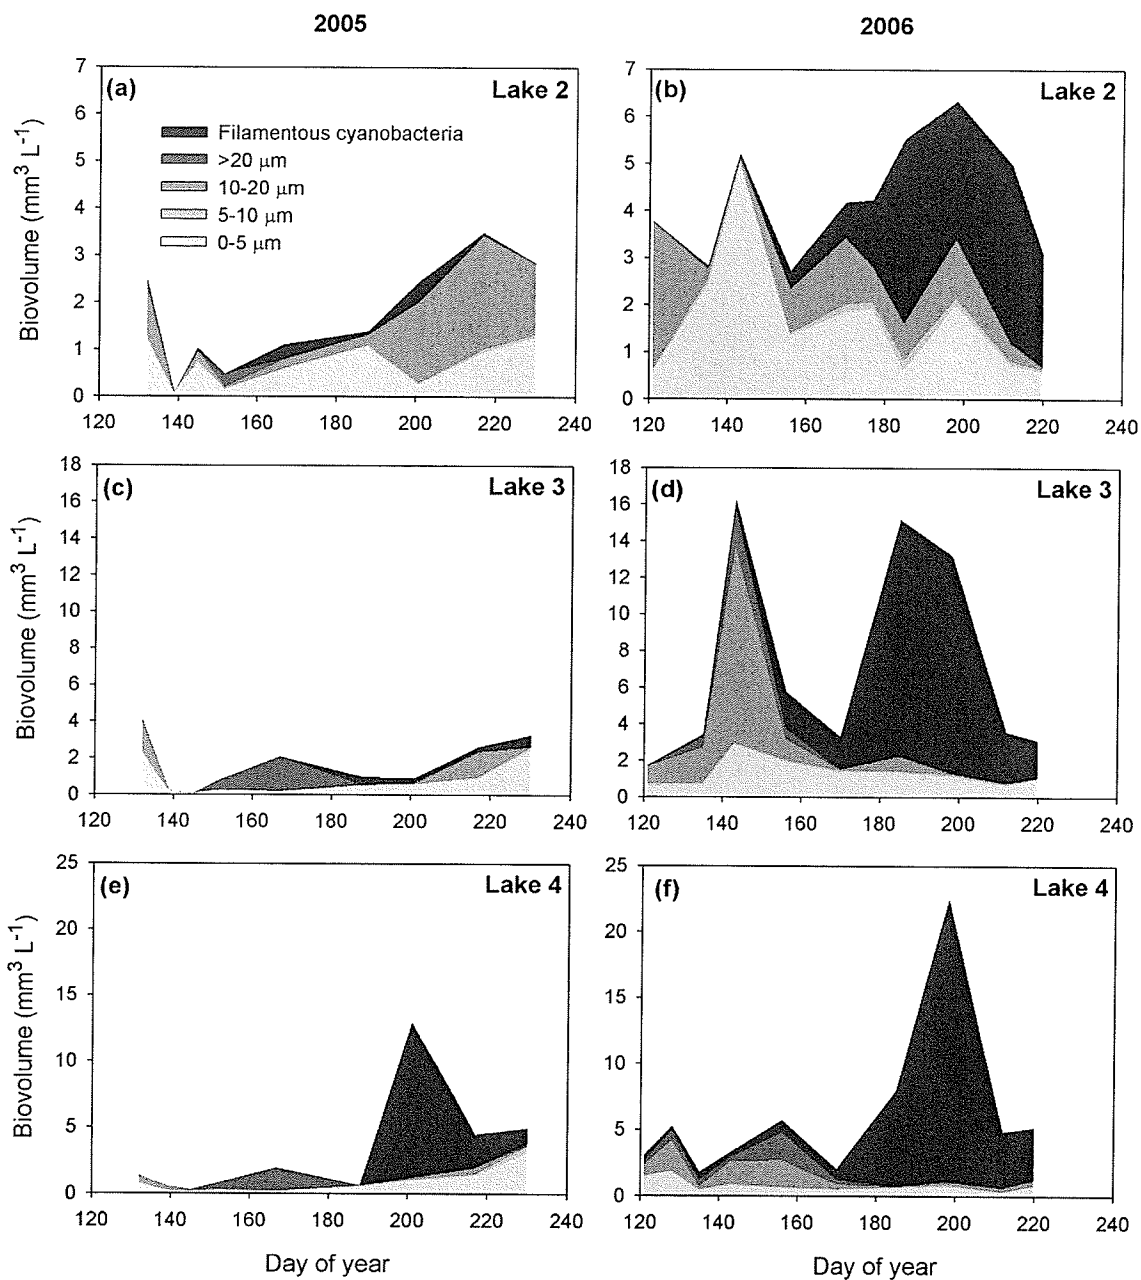 2005
2006
7
6
5
4
3
2
1
0
Biovolume (mm³ L⁻¹)
(a)
Lake 2
Filamentous cyanobacteria
>20 μm
10-20 μm
5-10 μm
0-5 μm
120 140 160 180 200 220 240
7
6
5
4
3
2
1
0
(b)
Lake 2
120 140 160 180 200 220 240
18
16
14
12
10
8
6
4
2
0
Biovolume (mm³ L⁻¹)
(c)
Lake 3
120 140 160 180 200 220 240
18
16
14
12
10
8
6
4
2
0
(d)
Lake 3
120 140 160 180 200 220 240
25
20
15
10
5
0
Biovolume (mm³ L⁻¹)
(e)
Lake 4
120 140 160 180 200 220 240
Day of year
25
20
15
10
5
0
(f)
Lake 4
120 140 160 180 200 220 240
Day of year